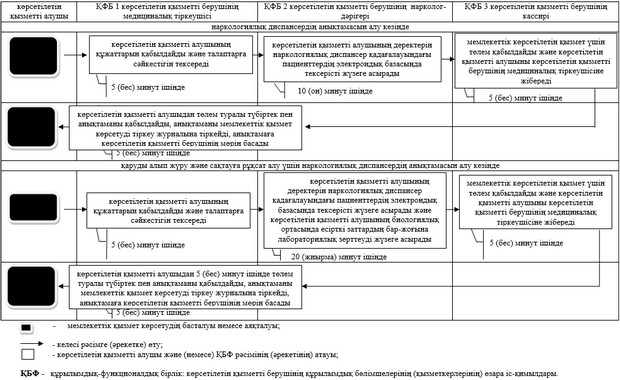 көрсетілетін қызметті алушы
ҚФБ 1 көрсетілетін қызметті берушінің медициналық тіркеушісі
ҚФБ 2 көрсетілетін қызметті берушінің нарколог-дәрігері
ҚФБ 3 көрсетілетін қызметті берушінің кассирі
наркологиялық диспансердің анықтамасын алу кезінде
көрсетілетін қызметті алушының
құжаттарын қабылдайды және талаптарға
сәйкестігін тексереді
5 (бес) минут ішінде
көрсетілетін қызметті алушының деректерін
наркологиялық диспансер қадағалауындағы
пациенттердің электрондық базасында
тексерісті жүзеге асырады
10 (он) минут ішінде
мемлекеттік көрсетілетін қызмет үшін
төлем қабылдайды және көрсетілетін
қызметті алушыны көрсетілетін қызметті
берушінің медициналық тіркеушісіне
жібереді
5 (бес) минут ішінде
көрсетілетін қызметті алушыдан төлем туралы түбіртек пен
анықтаманы қабылдайды, анықтаманы мемлекеттік қызмет
көрсетуді тіркеу журналына тіркейді, анықтамаға
көрсетілетін қызметті берушінің мөрін басады
5 (бес) минут ішінде
қаруды алып жүру және сақтауға рұқсат алу үшін наркологиялық диспансердің анықтамасын алу кезінде
көрсетілетін қызметті алушының
құжаттарын қабылдайды және талаптарға
сәйкестігін тексереді
5 (бес) минут ішінде
көрсетілетін қызметті алушының
деректерін наркологиялық диспансер
қадағалауындағы пациенттердің электрондық
базасында тексерісті жүзеге асырады және
көрсетілетін қызметті алушының биологиялық
ортасында есірткі заттардың бар-жоғына
лабораториялық зерттеуді жүзеге асырады
20 (жиырма) минут ішінде
мемлекеттік көрсетілетін қызмет үшін
төлем қабылдайды және көрсетілетін
қызметті алушыны көрсетілетін
қызметті берушінің медициналық
тіркеушісіне жібереді
5 (бес) минут ішінде
көрсетілетін қызметті алушыдан 5 (бес) минут ішінде төлем
туралы түбіртек пен анықтаманы қабылдайды, анықтаманы
мемлекеттік қызмет көрсетуді тіркеу журналына тіркейді,
анықтамаға көрсетілетін қызметті берушінің мөрін басады
5 (бес) минут ішінде
- мемлекеттік қызмет көрсетудің басталуы немесе аяқталуы;
- келесі рәсімге (әрекетке) өту;
- көрсетілетін қызметті алушы және (немесе) ҚФБ рәсімінің (әрекетінің) атауы;
ҚБФ - құрылымдық-функционалдық бірлік: көрсетілетін қызметті берушінің құрылымдық бөлімшелерінің (қызметкерлерінің) өзара іс-қимылдары.